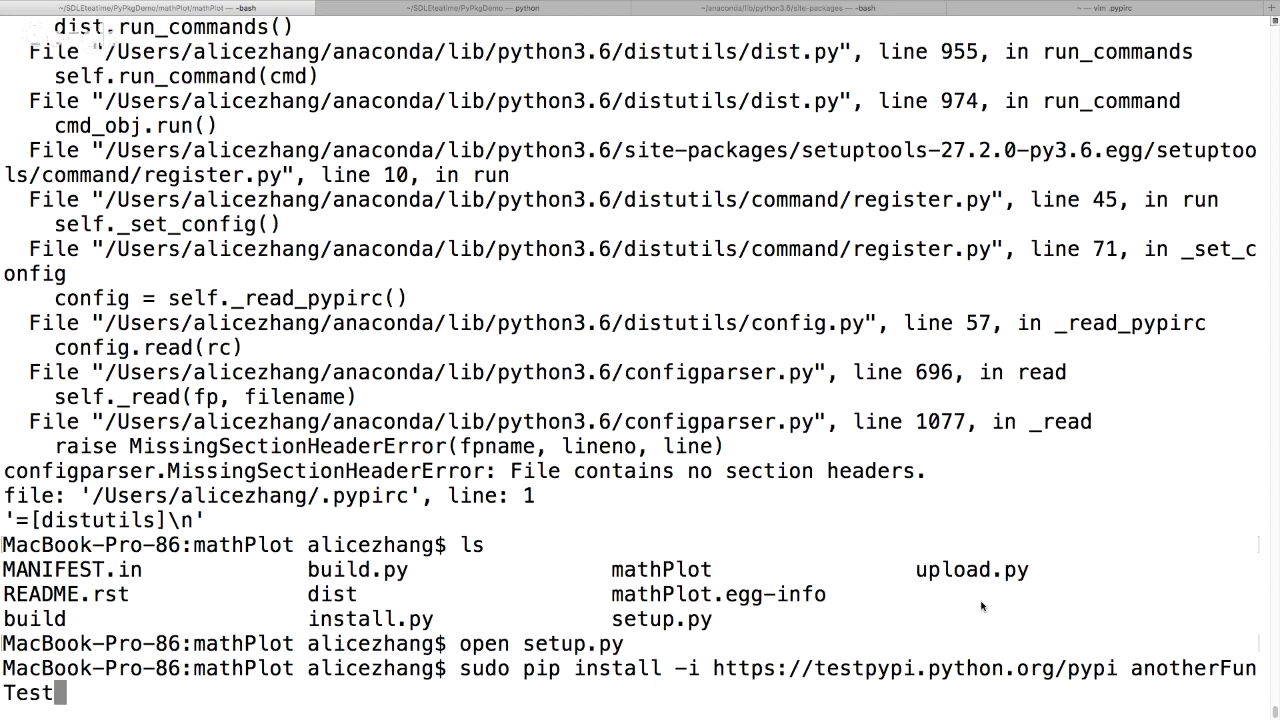 ~/SDLEteatime/PyPkgDemo/mathPlot/mathPlot — -bash
~/SDLEteatime/PyPkgDemo — python
~/anaconda/lib/python3.6/site-packages — -bash
~ — vim .pypirc
dist.run_commands()
File "/Users/alicezhang/anaconda/lib/python3.6/distutils/dist.py", line 955, in run_commands
self.run_command(cmd)
File "/Users/alicezhang/anaconda/lib/python3.6/distutils/dist.py", line 974, in run_command
cmd_obj.run()
File "/Users/alicezhang/anaconda/lib/python3.6/site-packages/setuptools-27.2.0-py3.6.egg/setuptoo
ls/command/register.py", line 10, in run
File "/Users/alicezhang/anaconda/lib/python3.6/distutils/command/register.py", line 45, in run
self._set_config()
File "/Users/alicezhang/anaconda/lib/python3.6/distutils/command/register.py", line 71, in _set_c
onfig
config = self._read_pypirc()
File "/Users/alicezhang/anaconda/lib/python3.6/distutils/config.py", line 57, in _read_pypirc
config.read(rc)
File "/Users/alicezhang/anaconda/lib/python3.6/configparser.py", line 696, in read
self._read(fp, filename)
File "/Users/alicezhang/anaconda/lib/python3.6/configparser.py", line 1077, in _read
raise MissingSectionHeaderError(fpname, lineno, line)
configparser.MissingSectionHeaderError: File contains no section headers.
file: '/Users/alicezhang/.pypirc', line: 1
'=[distutils]\n'
MacBook-Pro-86:mathPlot alicezhang$ ls
MANIFEST.in build.py mathPlot upload.py
README.rst dist mathPlot.egg-info
build install.py setup.py
MacBook-Pro-86:mathPlot alicezhang$ open setup.py
MacBook-Pro-86:mathPlot alicezhang$ sudo pip install -i https://testpypi.python.org/pypi anotherFun
Test